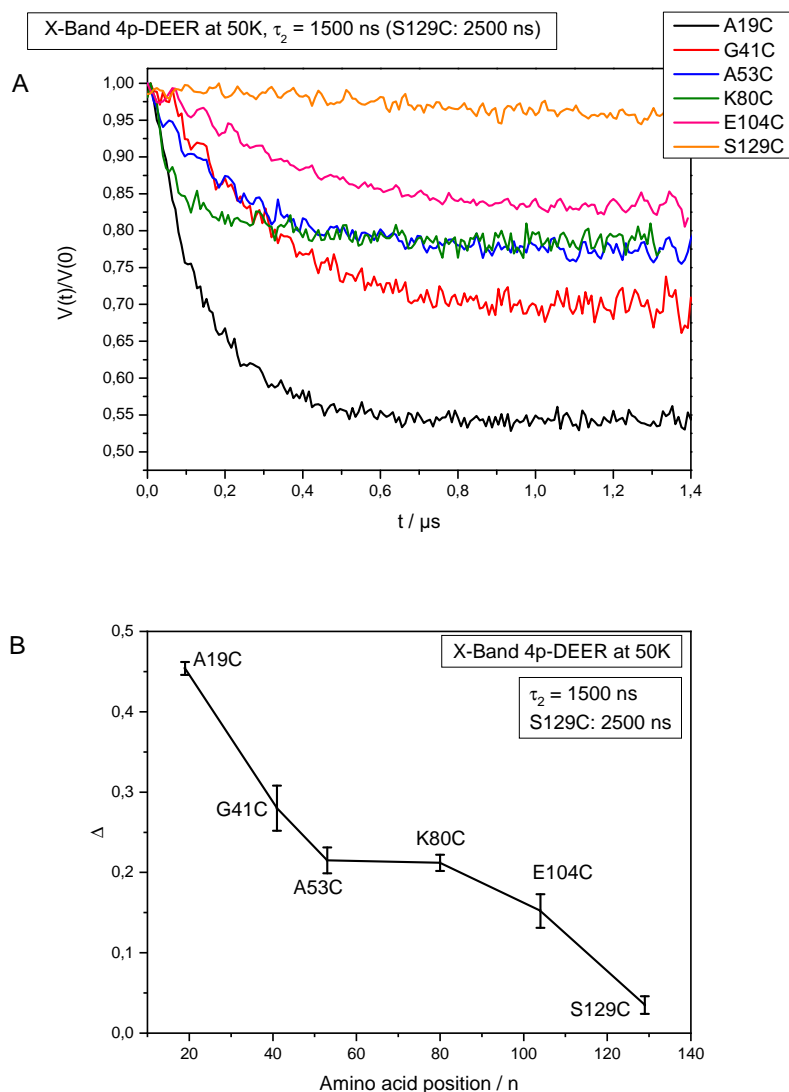 X-Band 4p-DEER at 50K, τ₂ = 1500 ns (S129C: 2500 ns)
A19C
G41C
A53C
K80C
E104C
S129C
A
1,00
0,95
0,90
0,85
0,80
0,75
0,70
0,65
0,60
0,55
0,50
V(t)/V(0)
0,0 0,2 0,4 0,6 0,8 1,0 1,2 1,4
t / µs
B
X-Band 4p-DEER at 50K
τ₂ = 1500 ns
S129C: 2500 ns
0,5
0,4
0,3
0,2
0,1
0,0
Δ
A19C
G41C
A53C
K80C
E104C
S129C
20 40 60 80 100 120 140
Amino acid position / n